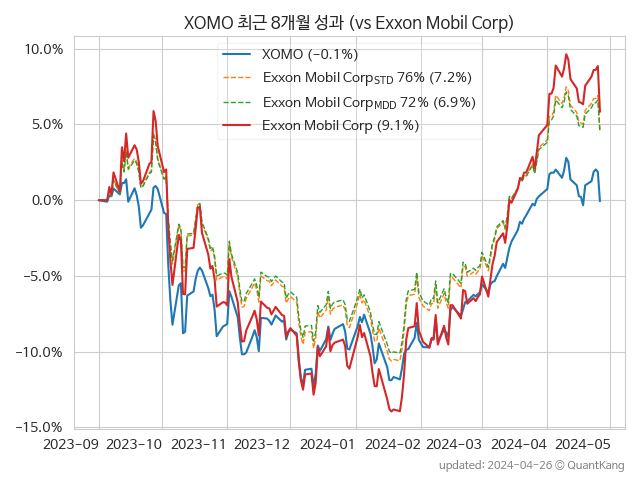 XOMO 최근 8개월 성과 (vs Exxon Mobil Corp)
XOMO (−0.1%)
Exxon Mobil CorpSTD 76% (7.2%)
Exxon Mobil CorpMDD 72% (6.9%)
Exxon Mobil Corp (9.1%)
10.0%
5.0%
0.0%
−5.0%
−10.0%
−15.0%
2023-09 2023-10 2023-11 2023-12 2024-01 2024-02 2024-03 2024-04 2024-05
updated: 2024-04-26 © QuantKang